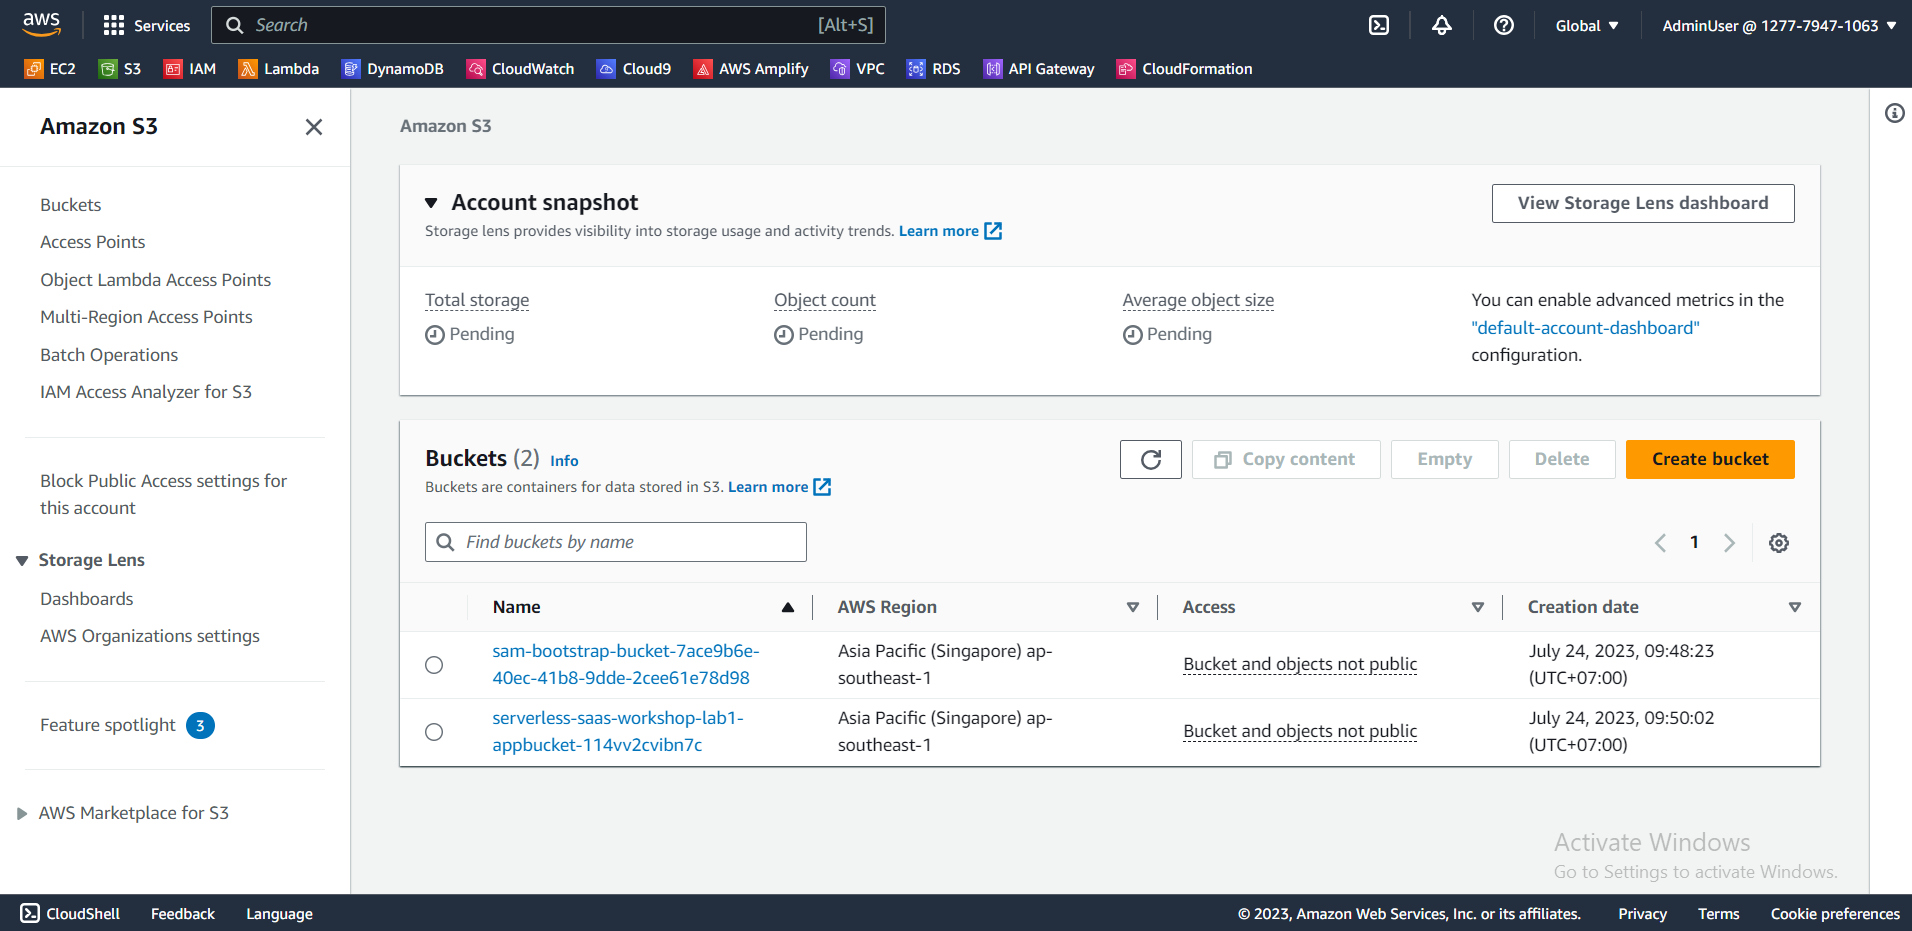 aws
Services
Search
[Alt+S]
Global
AdminUser @ 1277-7947-1063
EC2
S3
IAM
Lambda
DynamoDB
CloudWatch
Cloud9
AWS Amplify
VPC
RDS
API Gateway
CloudFormation
Amazon S3
Buckets
Access Points
Object Lambda Access Points
Multi-Region Access Points
Batch Operations
IAM Access Analyzer for S3
Block Public Access settings for
this account
Storage Lens
Dashboards
AWS Organizations settings
Feature spotlight 3
AWS Marketplace for S3
Amazon S3
Account snapshot
Storage lens provides visibility into storage usage and activity trends. Learn more
View Storage Lens dashboard
Total storage
Pending
Object count
Pending
Average object size
Pending
You can enable advanced metrics in the
"default-account-dashboard"
configuration.
Buckets (2) Info
Buckets are containers for data stored in S3. Learn more
Copy content
Empty
Delete
Create bucket
Find buckets by name
1
Name
AWS Region
Access
Creation date
sam-bootstrap-bucket-7ace9b6e-
40ec-41b8-9dde-2cee61e78d98
Asia Pacific (Singapore) ap-
southeast-1
Bucket and objects not public
July 24, 2023, 09:48:23
(UTC+07:00)
serverless-saas-workshop-lab1-
appbucket-114vv2cvibn7c
Asia Pacific (Singapore) ap-
southeast-1
Bucket and objects not public
July 24, 2023, 09:50:02
(UTC+07:00)
Activate Windows
Go to Settings to activate Windows.
CloudShell
Feedback
Language
© 2023, Amazon Web Services, Inc. or its affiliates.
Privacy
Terms
Cookie preferences